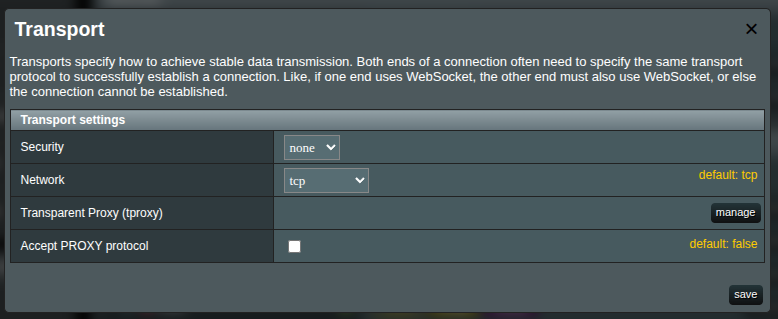 Transport
Transports specify how to achieve stable data transmission. Both ends of a connection often need to specify the same transport
protocol to successfully establish a connection. Like, if one end uses WebSocket, the other end must also use WebSocket, or else
the connection cannot be established.
Transport settings
Security none
Network tcp default: tcp
Transparent Proxy (tproxy) manage
Accept PROXY protocol default: false
save